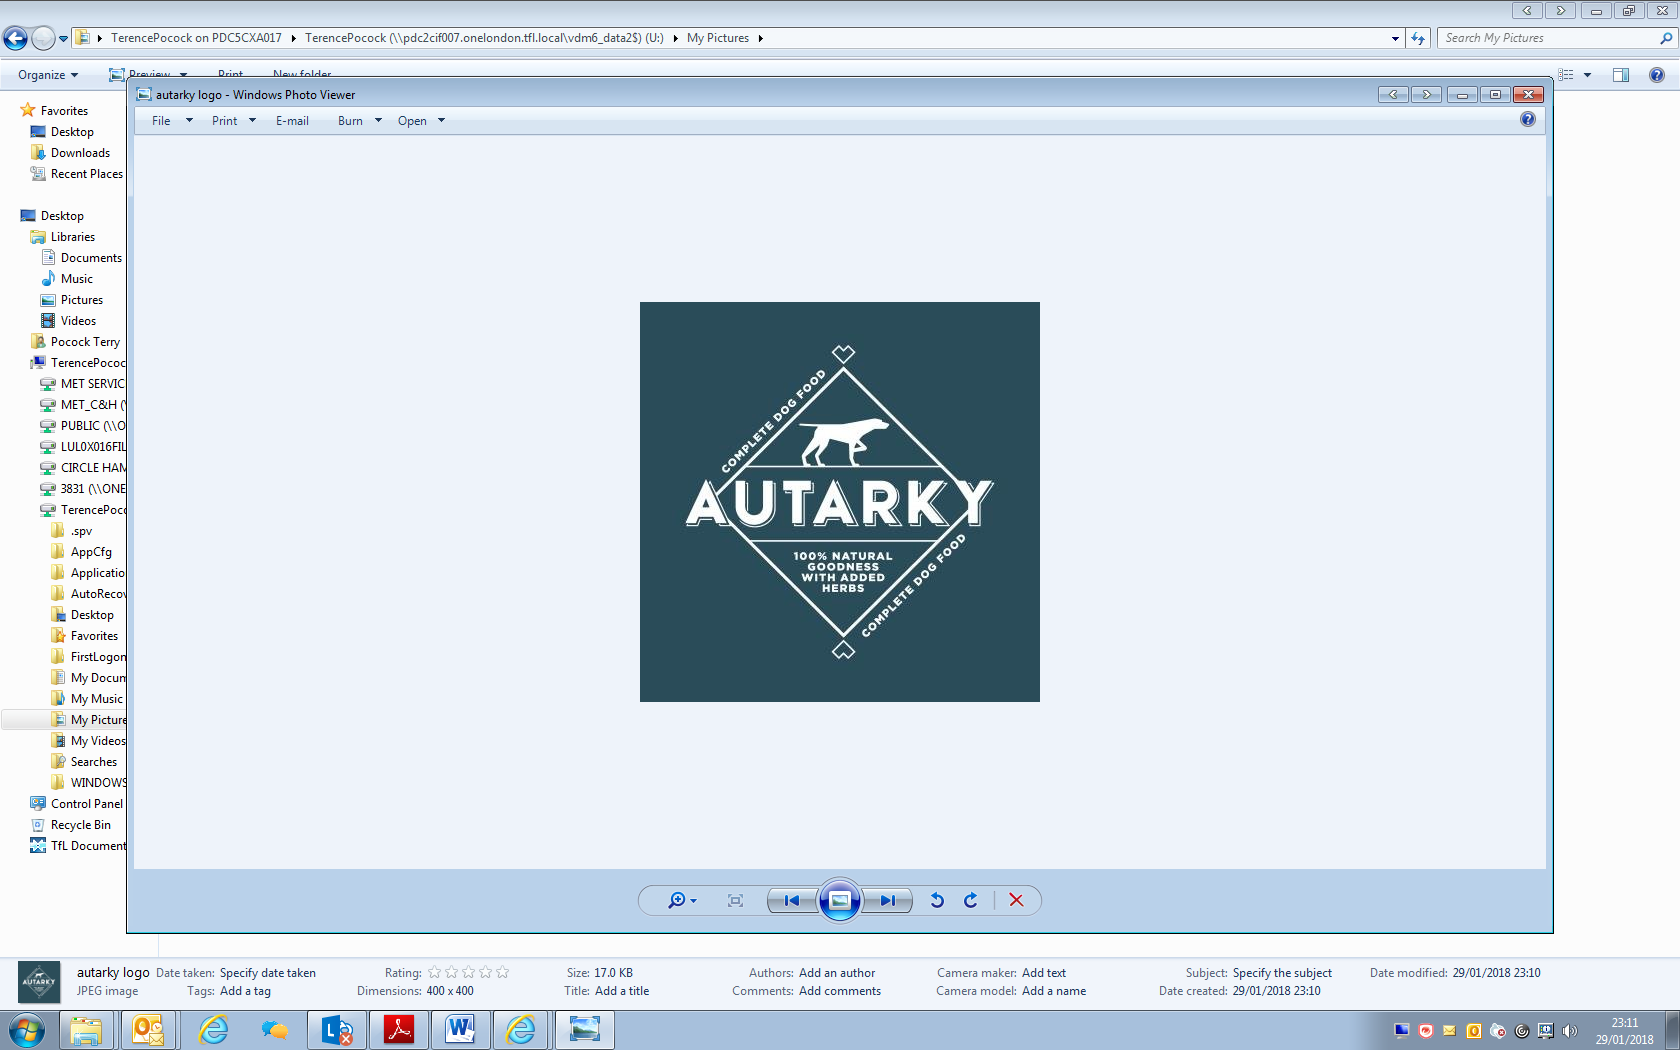 TerencePocock on PDC5CXA017 TerencePocock (\\pdc2cif007.onelondon.tfl.local\vdm6_data2$) (U:) My Pictures
Search My Pictures
Organize Preview Print New folder
autarky logo - Windows Photo Viewer
File Print E-mail Burn Open
Favorites
Desktop
Downloads
Recent Places
Desktop
Libraries
Documents
Music
Pictures
Videos
Pocock Terry
TerencePococ
MET SERVIC
MET_C&H (\
PUBLIC (\\O
LUL0X016FIL
CIRCLE HAM
3831 (\\ONE
TerencePoco
.spv
AppCfg
Applicatio
AutoRecov
Desktop
Favorites
FirstLogon
My Docum
My Music
My Picture
My Videos
Searches
WINDOWS
Control Panel
Recycle Bin
TfL Document
COMPLETE DOG FOOD
AUTARKY
100% NATURAL
GOODNESS
WITH ADDED
HERBS
COMPLETE DOG FOOD
AUTARKY
autarky logo Date taken: Specify date taken Rating: Size: 17.0 KB Authors: Add an author Camera maker: Add text Subject: Specify the subject Date modified: 29/01/2018 23:10
JPEG image Tags: Add a tag Dimensions: 400 x 400 Title: Add a title Comments: Add comments Camera model: Add a name Date created: 29/01/2018 23:10
23:11
29/01/2018